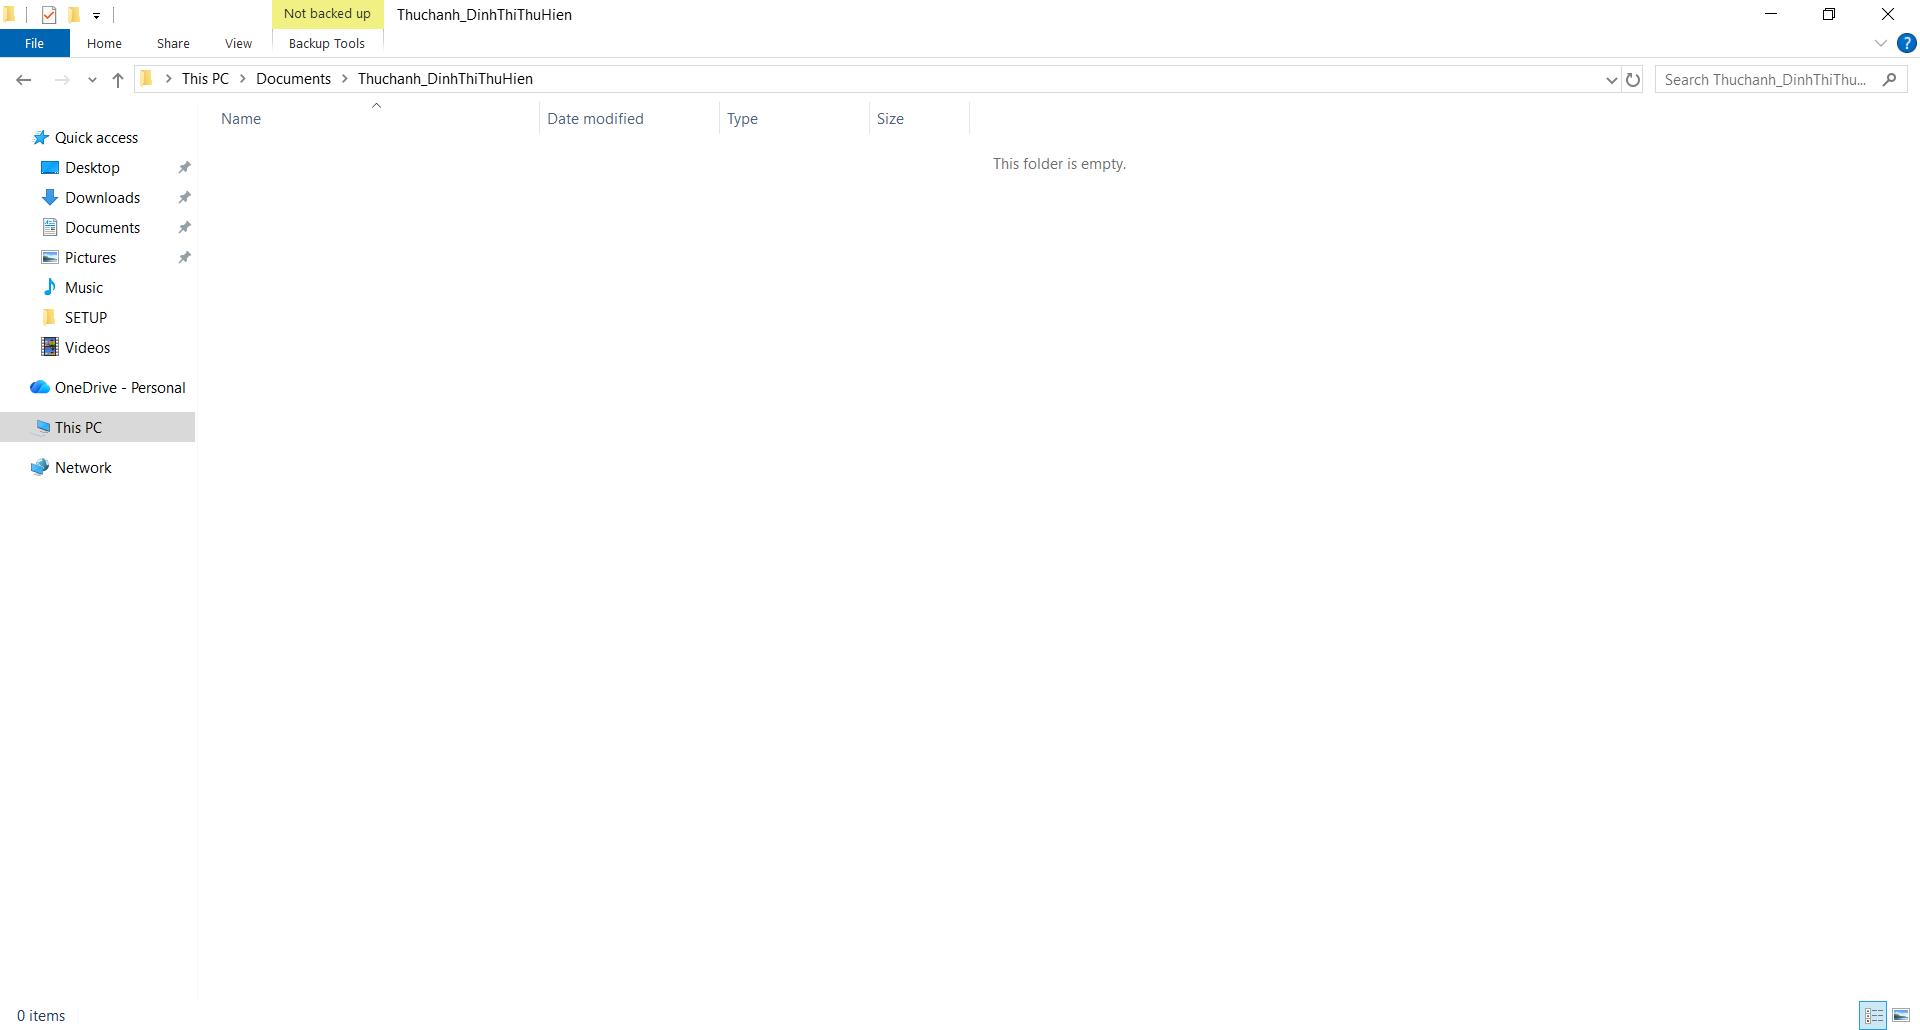 Not backed up
Thuchanh_DinhThiThuHien
File Home Share View Backup Tools
?
This PC > Documents > Thuchanh_DinhThiThuHien
Search Thuchanh_DinhThiThu...
Name Date modified Type Size
This folder is empty.
Quick access
Desktop
Downloads
Documents
Pictures
Music
SETUP
Videos
OneDrive - Personal
This PC
Network
0 items